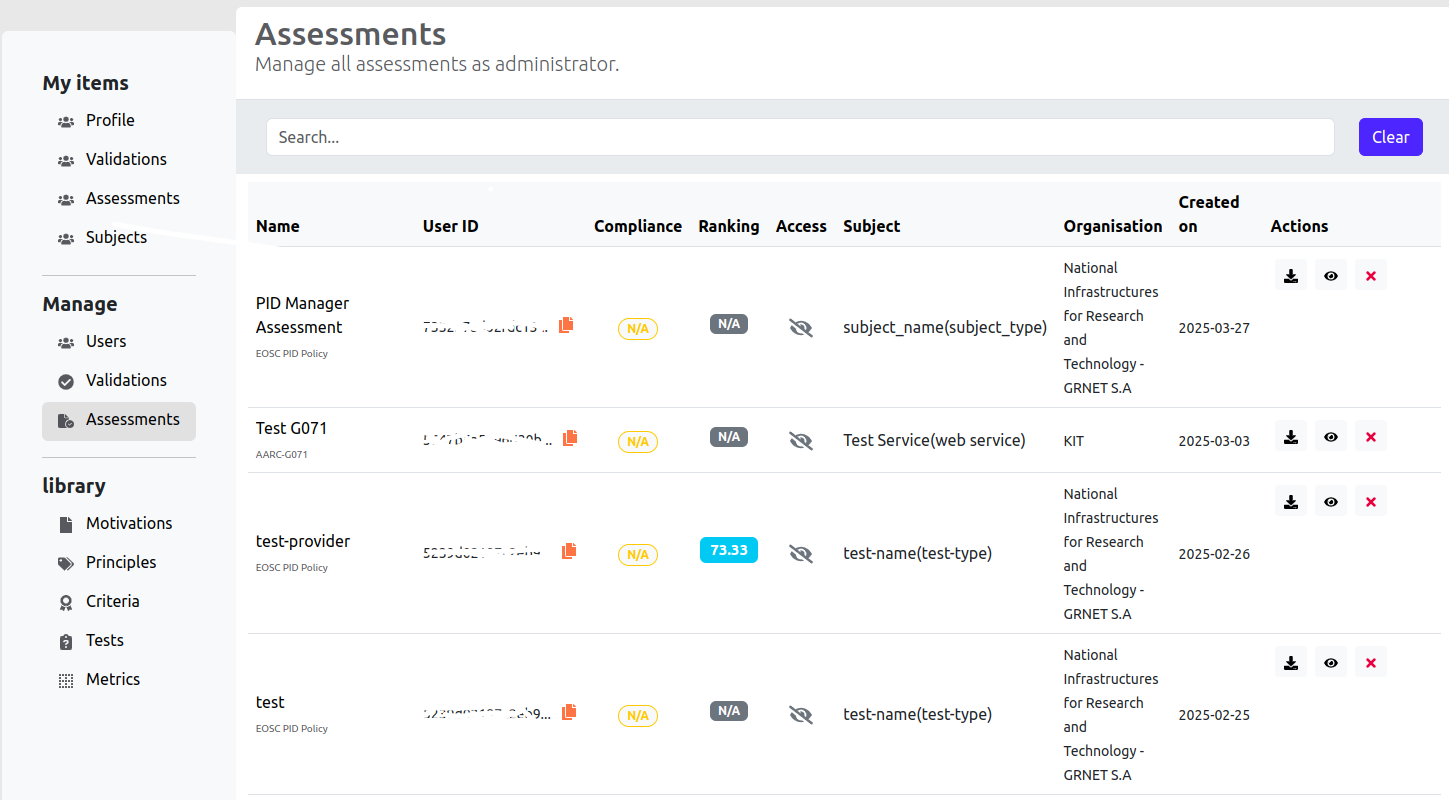 Assessments
Manage all assessments as administrator.
My items
Profile
Validations
Assessments
Subjects
Manage
Users
Validations
Assessments
library
Motivations
Principles
Criteria
Tests
Metrics
Search...
Clear
Name User ID Compliance Ranking Access Subject Organisation Created on Actions
PID Manager
Assessment
EOSC PID Policy
N/A
N/A
subject_name(subject_type)
National
Infrastructures
for Research
and
Technology -
GRNET S.A
2025-03-27
Test G071
AARC-G071
N/A
N/A
Test Service(web service)
KIT
2025-03-03
test-provider
EOSC PID Policy
N/A
73.33
test-name(test-type)
National
Infrastructures
for Research
and
Technology -
GRNET S.A
2025-02-26
test
EOSC PID Policy
N/A
N/A
test-name(test-type)
National
Infrastructures
for Research
and
Technology -
GRNET S.A
2025-02-25